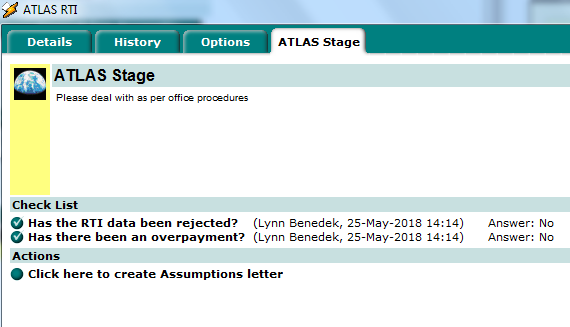 ATLAS RTI
Details History Options ATLAS Stage
ATLAS Stage
Please deal with as per office procedures
Check List
Has the RTI data been rejected? (Lynn Benedek, 25-May-2018 14:14) Answer: No
Has there been an overpayment? (Lynn Benedek, 25-May-2018 14:14) Answer: No
Actions
Click here to create Assumptions letter